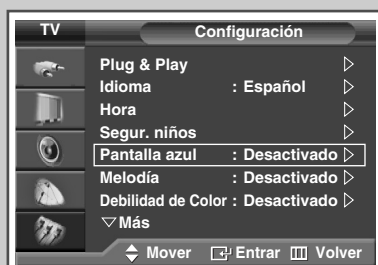 TV Configuración
Plug & Play
Idioma : Español
Hora
Segur. niños
Pantalla azul : Desactivado
Melodía : Desactivado
Debilidad de Color : Desactivado
Más
Mover Entrar Volver